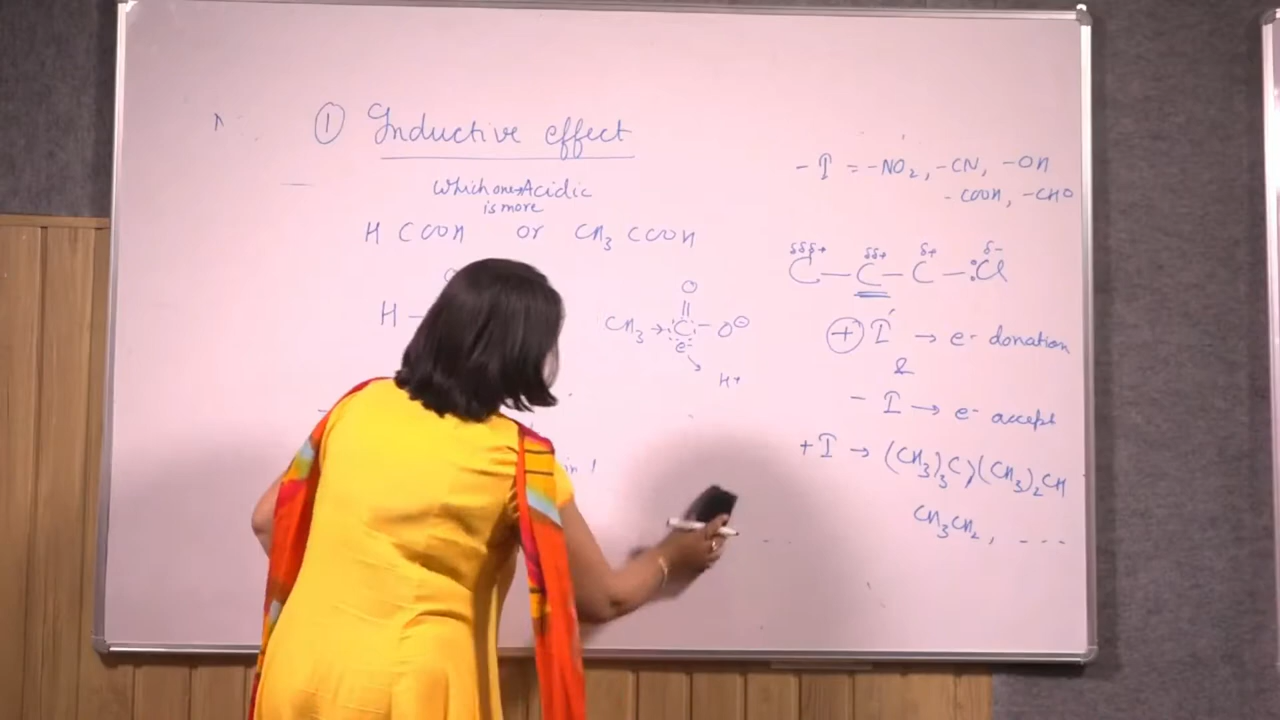 ① Inductive effect
Which one → Acidic
is more
H COOH or CH₃ COOH
O
H —
CH₃ → C — O⊖
e⁻
H+
- I = -NO₂, -CN, -OH
- COOH, -CHO
δδδ+ δδ+ δ+ δ-
C — C — C — :Cl
+ I → e⁻ donation
&
- I → e⁻ accept
+I → (CH₃)₃C, (CH₃)₂CH
CH₃CH₂, - - -